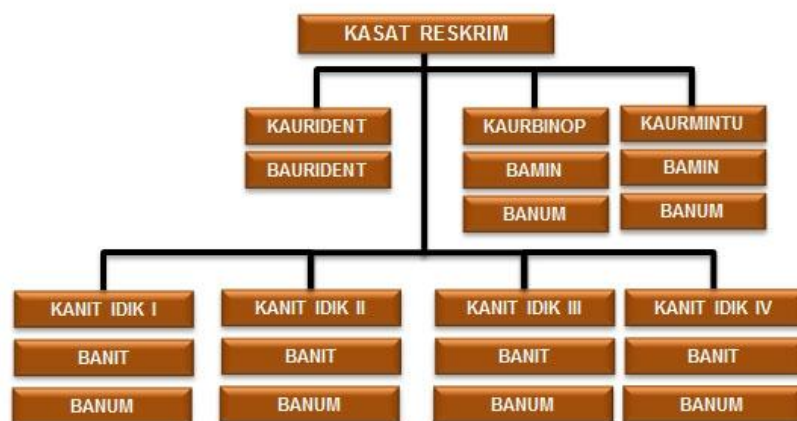 KASAT RESKRIM
KAURIDENT
KAURBINOP
KAURMINTU
BAURIDENT
BAMIN
BAMIN
BANUM
BANUM
KANIT IDIK I
KANIT IDIK II
KANIT IDIK III
KANIT IDIK IV
BANIT
BANIT
BANIT
BANIT
BANUM
BANUM
BANUM
BANUM